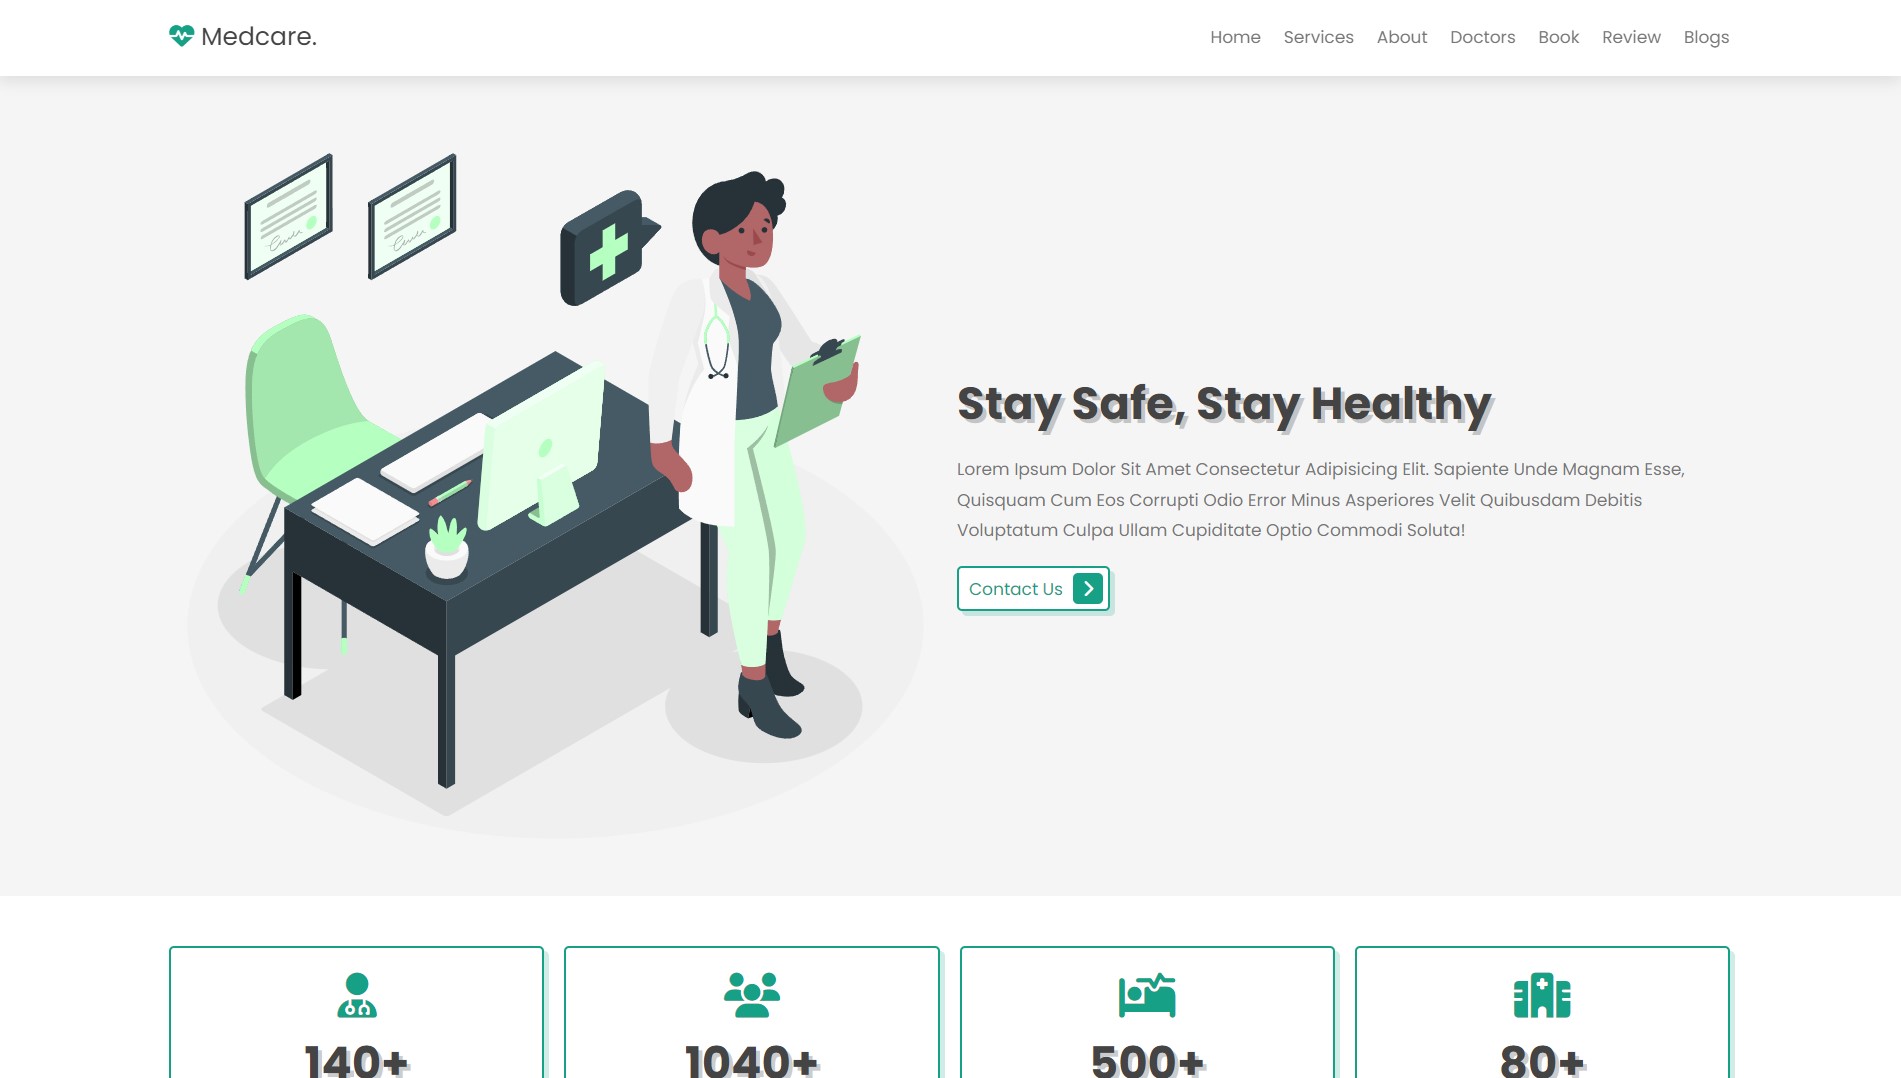 Medcare.
Home Services About Doctors Book Review Blogs
Stay Safe, Stay Healthy
Lorem Ipsum Dolor Sit Amet Consectetur Adipisicing Elit. Sapiente Unde Magnam Esse,
Quisquam Cum Eos Corrupti Odio Error Minus Asperiores Velit Quibusdam Debitis
Voluptatum Culpa Ullam Cupiditate Optio Commodi Soluta!
Contact Us
140+
1040+
500+
80+